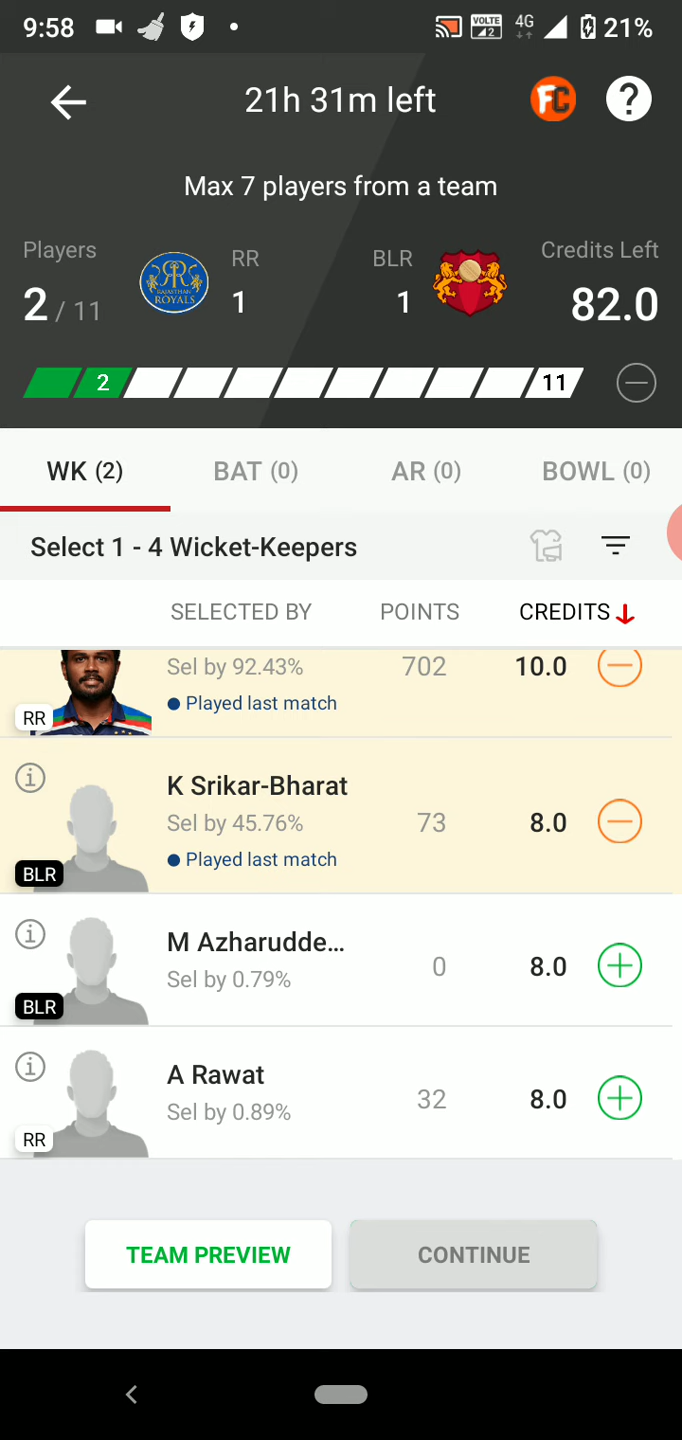 9:58
VOLTE 2 4G 21%
21h 31m left
FC
?
Max 7 players from a team
Players
RR
BLR
Credits Left
2 / 11
RAJASTHAN ROYALS
1
1
82.0
2
11
WK (2)
BAT (0)
AR (0)
BOWL (0)
Select 1 - 4 Wicket-Keepers
SELECTED BY
POINTS
CREDITS
Sel by 92.43%
702
10.0
RR
Played last match
K Srikar-Bharat
Sel by 45.76%
73
8.0
BLR
Played last match
M Azharudde...
Sel by 0.79%
0
8.0
BLR
A Rawat
Sel by 0.89%
32
8.0
RR
TEAM PREVIEW
CONTINUE